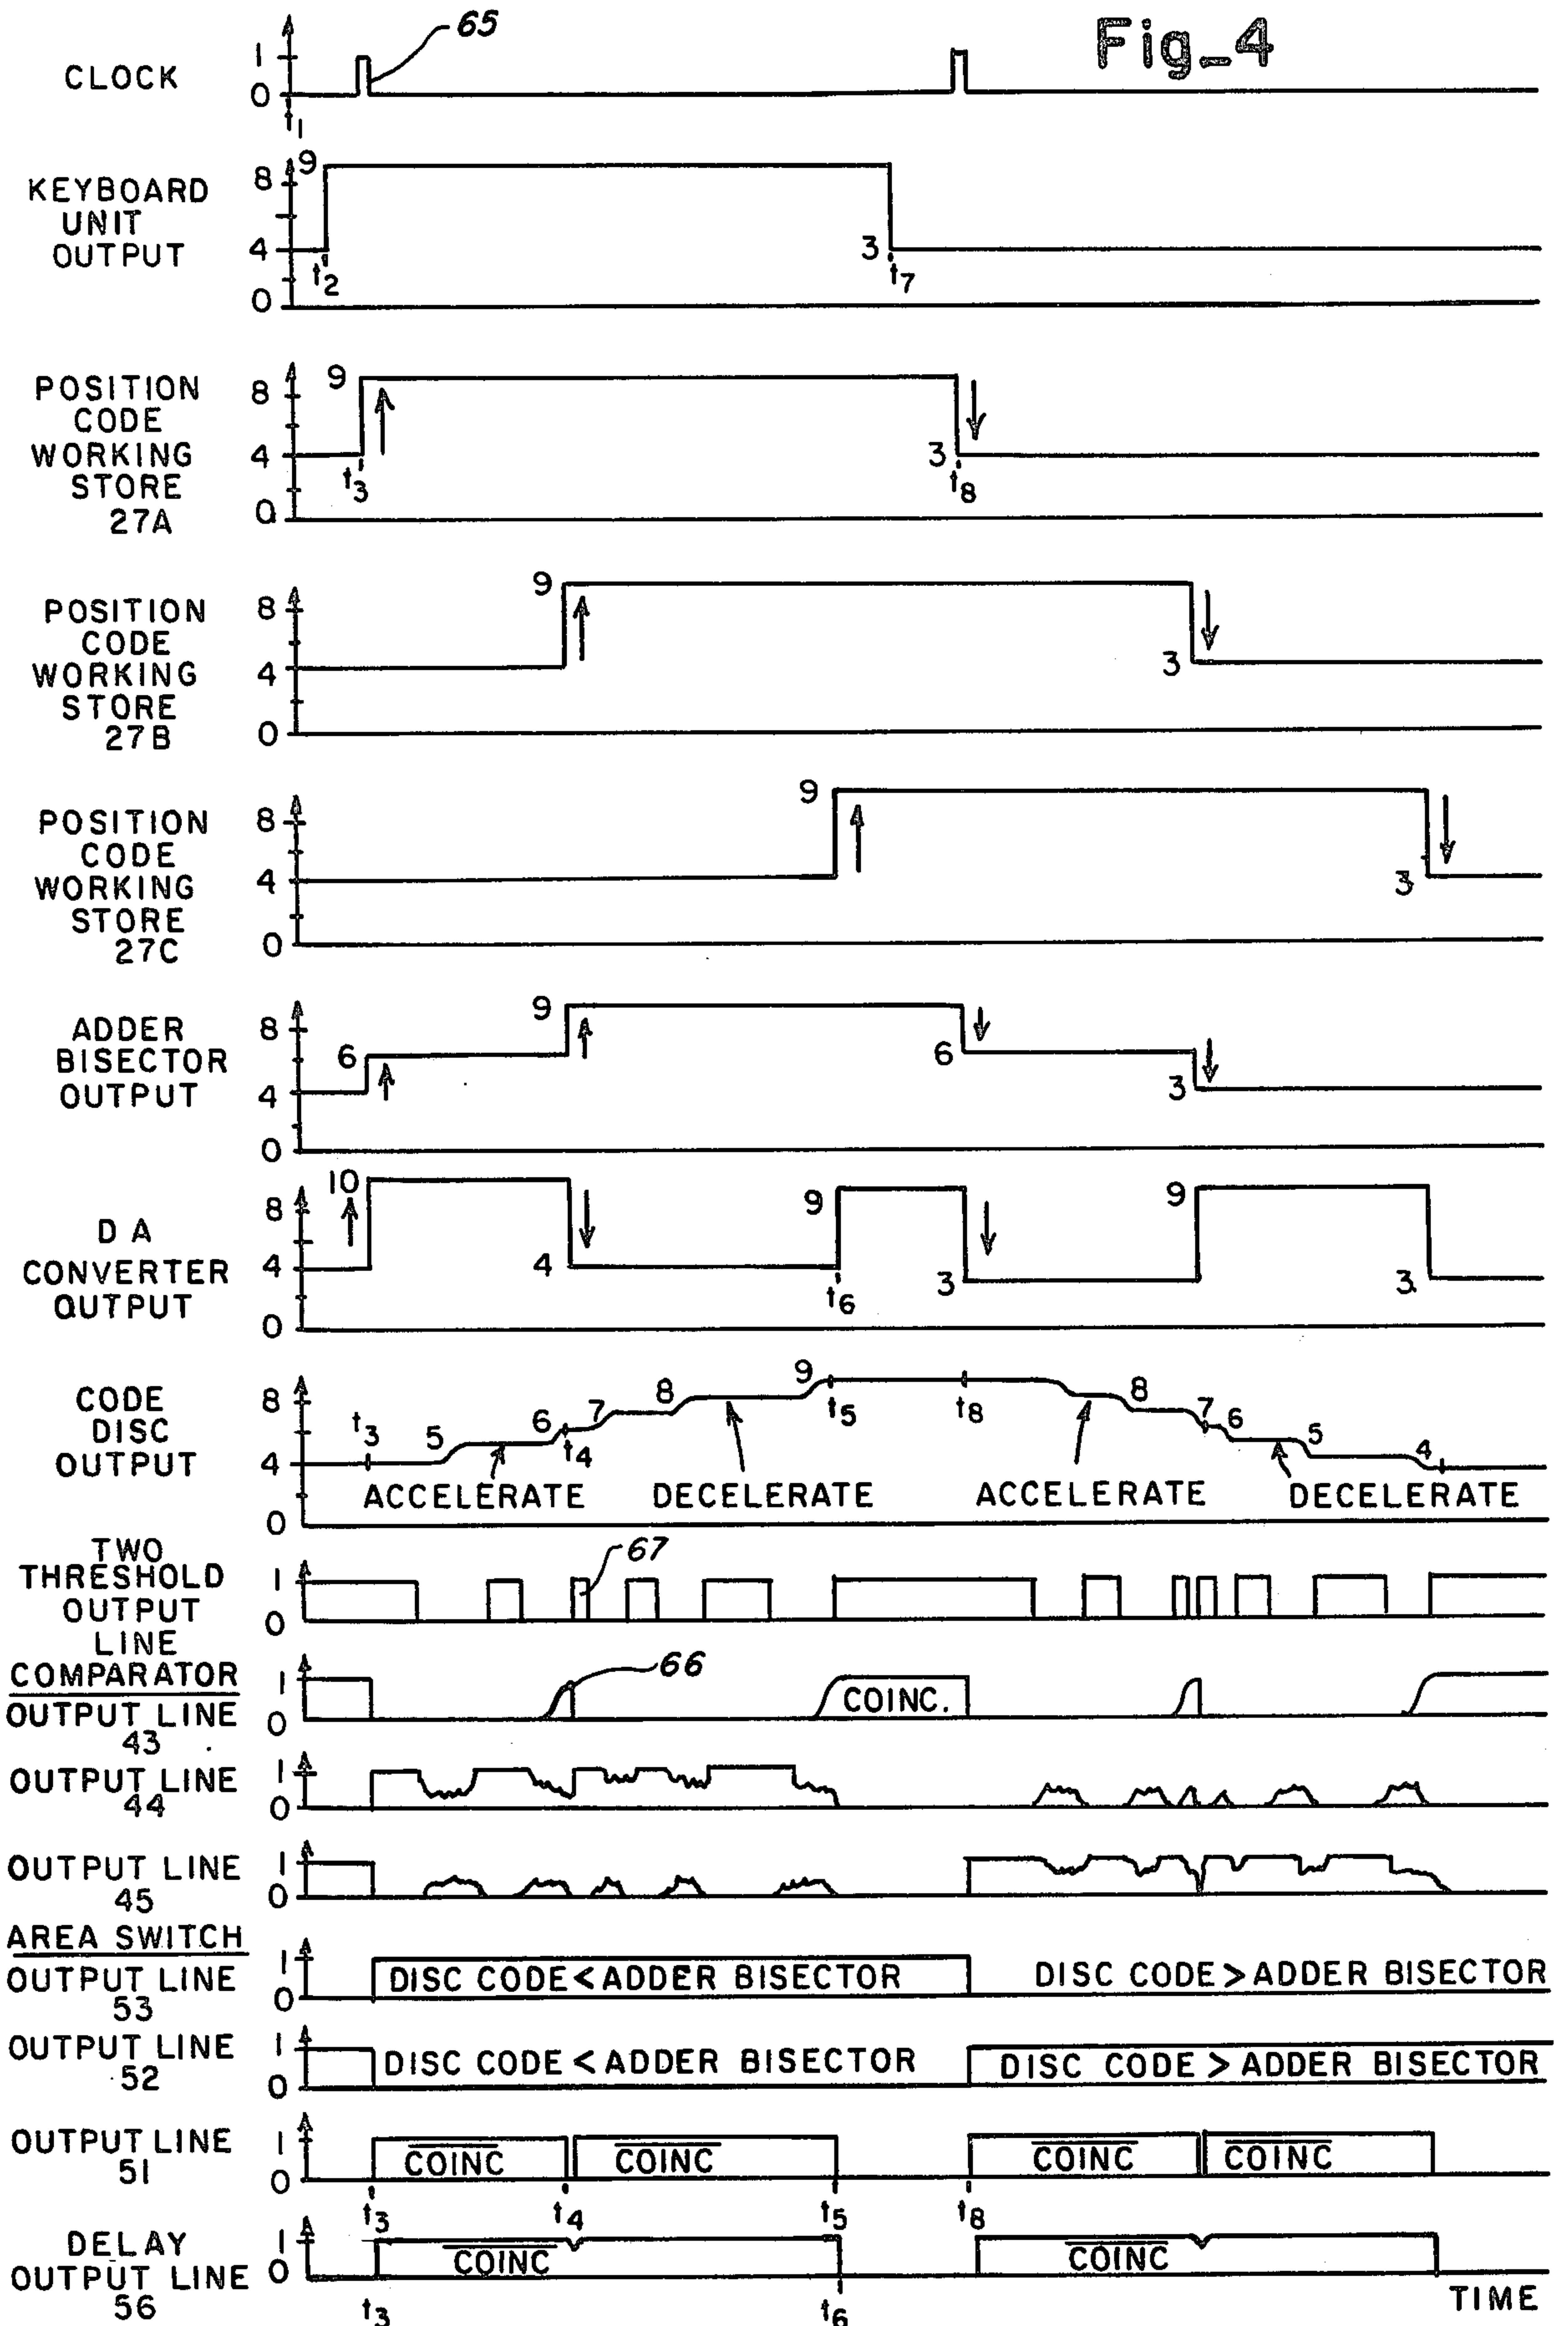 Fig_4
65
CLOCK
1
0
t1
KEYBOARD
UNIT
OUTPUT
9
8
4
0
t2
3
t7
POSITION
CODE
WORKING
STORE
27A
9
8
4
0
t3
3
t8
POSITION
CODE
WORKING
STORE
27B
9
8
4
0
3
POSITION
CODE
WORKING
STORE
27C
9
8
4
0
3
ADDER
BISECTOR
OUTPUT
9
8
6
4
0
6
3
D A
CONVERTER
OUTPUT
10
8
4
0
4
9
t6
3
9
3
CODE
DISC
OUTPUT
8
4
0
t3
5
6
t4
7
8
9
t5
t8
8
7
6
5
4
ACCELERATE DECELERATE ACCELERATE DECELERATE
TWO
THRESHOLD
OUTPUT
LINE
1
0
67
COMPARATOR
OUTPUT LINE
43
1
0
66
COINC.
OUTPUT LINE
44
1
0
OUTPUT LINE
45
1
0
AREA SWITCH
OUTPUT LINE
53
1
0
DISC CODE < ADDER BISECTOR DISC CODE > ADDER BISECTOR
OUTPUT LINE
52
1
0
DISC CODE < ADDER BISECTOR DISC CODE > ADDER BISECTOR
OUTPUT LINE
51
1
0
COINC COINC COINC COINC
t3 t4 t5 t8
DELAY
OUTPUT LINE
56
1
0
COINC COINC
t3 t6
TIME